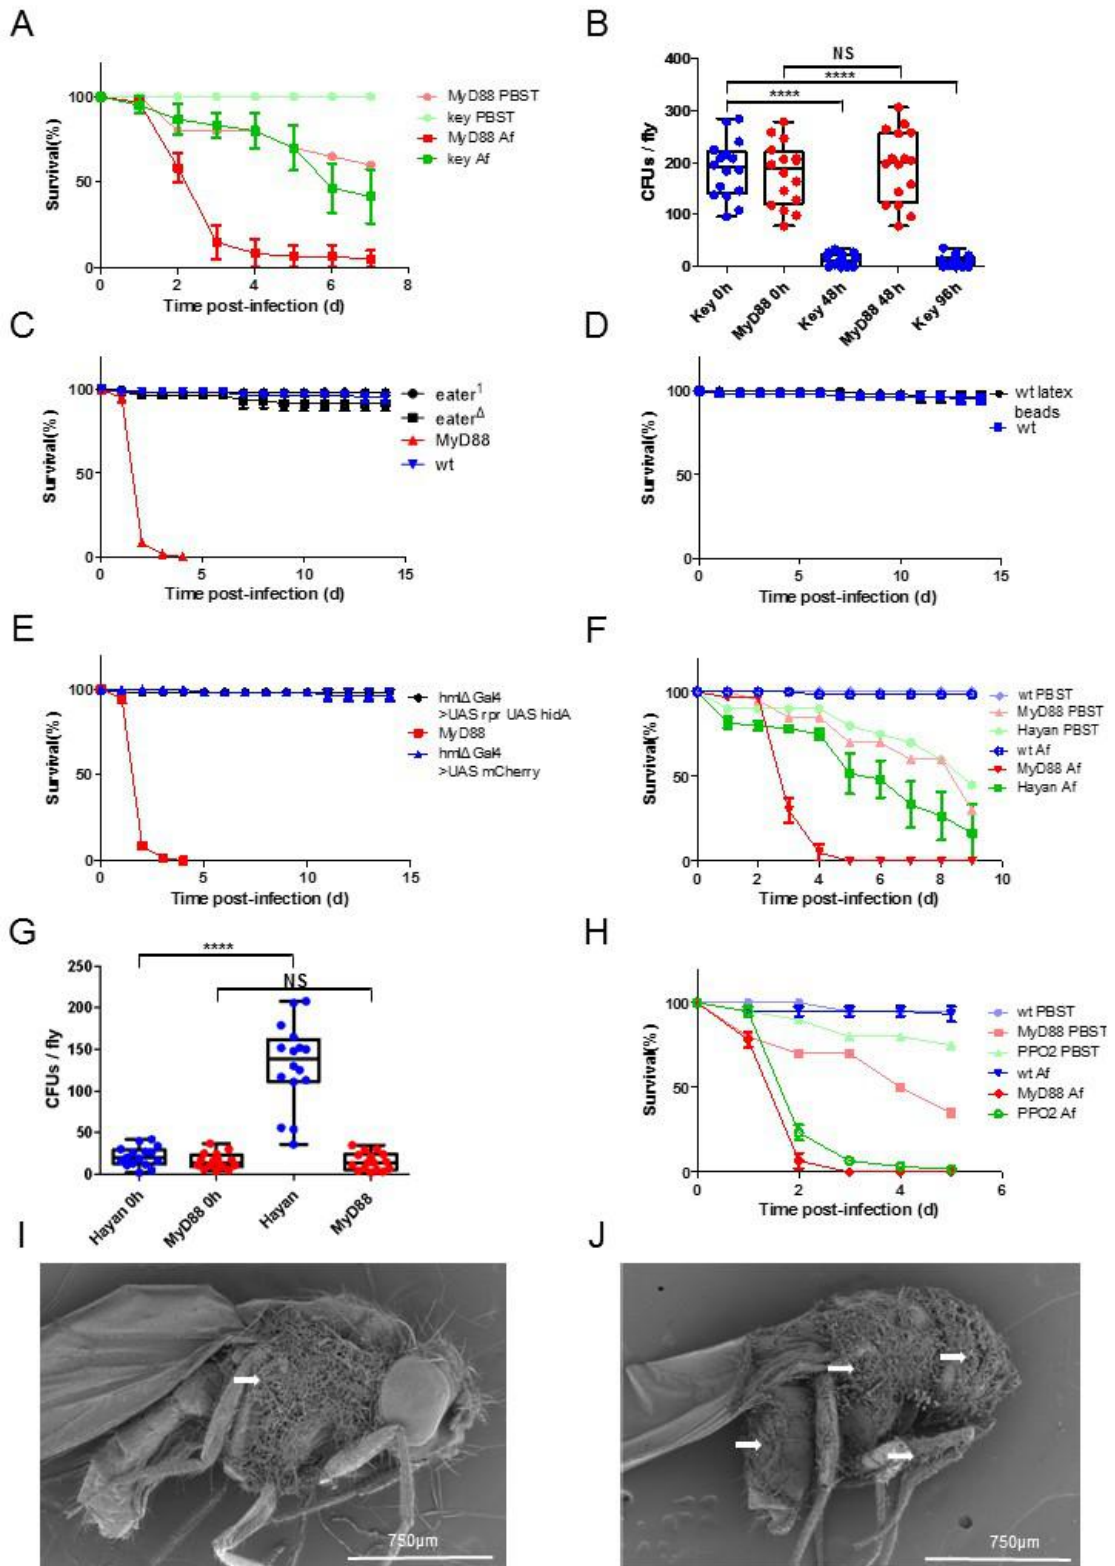 A
100
50
0
0 2 4 6 8
Survival(%)
Time post-infection (d)
MyD88 PBST
key PBST
MyD88 Af
key Af
B
NS
****
****
400
300
200
100
0
CFUs / fly
Key 0h
MyD88 0h
Key 48h
MyD88 48h
Key 96h
C
100
50
0
0 5 10 15
Survival(%)
Time post-infection (d)
eater1
eaterΔ
MyD88
wt
D
100
50
0
0 5 10 15
Survival(%)
Time post-infection (d)
wt latex
beads
wt
E
100
50
0
0 5 10 15
Survival(%)
Time post-infection (d)
hmlΔ Gal4
>UAS rpr UAS hidA
MyD88
hmlΔ Gal4
>UAS mCherry
F
100
50
0
0 2 4 6 8 10
Survival(%)
Time post-infection (d)
wt PBST
MyD88 PBST
Hayan PBST
wt Af
MyD88 Af
Hayan Af
G
****
NS
250
200
150
100
50
0
CFUs / fly
Hayan 0h
MyD88 0h
Hayan
MyD88
H
100
50
0
0 2 4 6
Survival(%)
Time post-infection (d)
wt PBST
MyD88 PBST
PPO2 PBST
wt Af
MyD88 Af
PPO2 Af
I
750µm
J
750µm